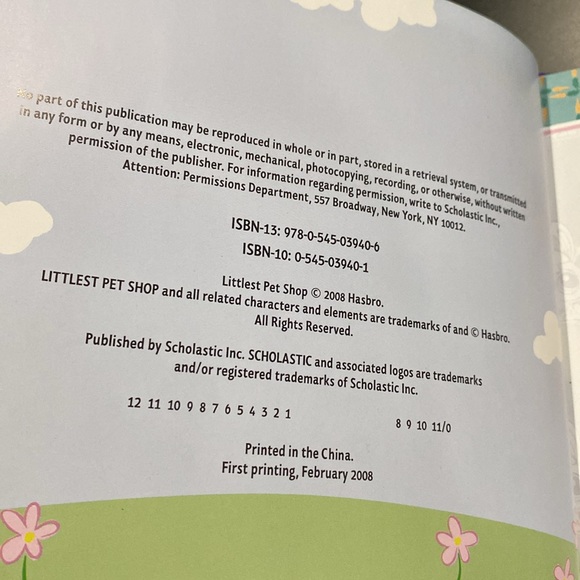 No part of this publication may be reproduced in whole or in part, stored in a retrieval system, or transmitted
in any form or by any means, electronic, mechanical, photocopying, recording, or otherwise, without written
permission of the publisher. For information regarding permission, write to Scholastic Inc.,
Attention: Permissions Department, 557 Broadway, New York, NY 10012.
ISBN-13: 978-0-545-03940-6
ISBN-10: 0-545-03940-1
Littlest Pet Shop © 2008 Hasbro.
LITTLEST PET SHOP and all related characters and elements are trademarks of and © Hasbro.
All Rights Reserved.
Published by Scholastic Inc. SCHOLASTIC and associated logos are trademarks
and/or registered trademarks of Scholastic Inc.
12 11 10 9 8 7 6 5 4 3 2 1 8 9 10 11/0
Printed in the China.
First printing, February 2008